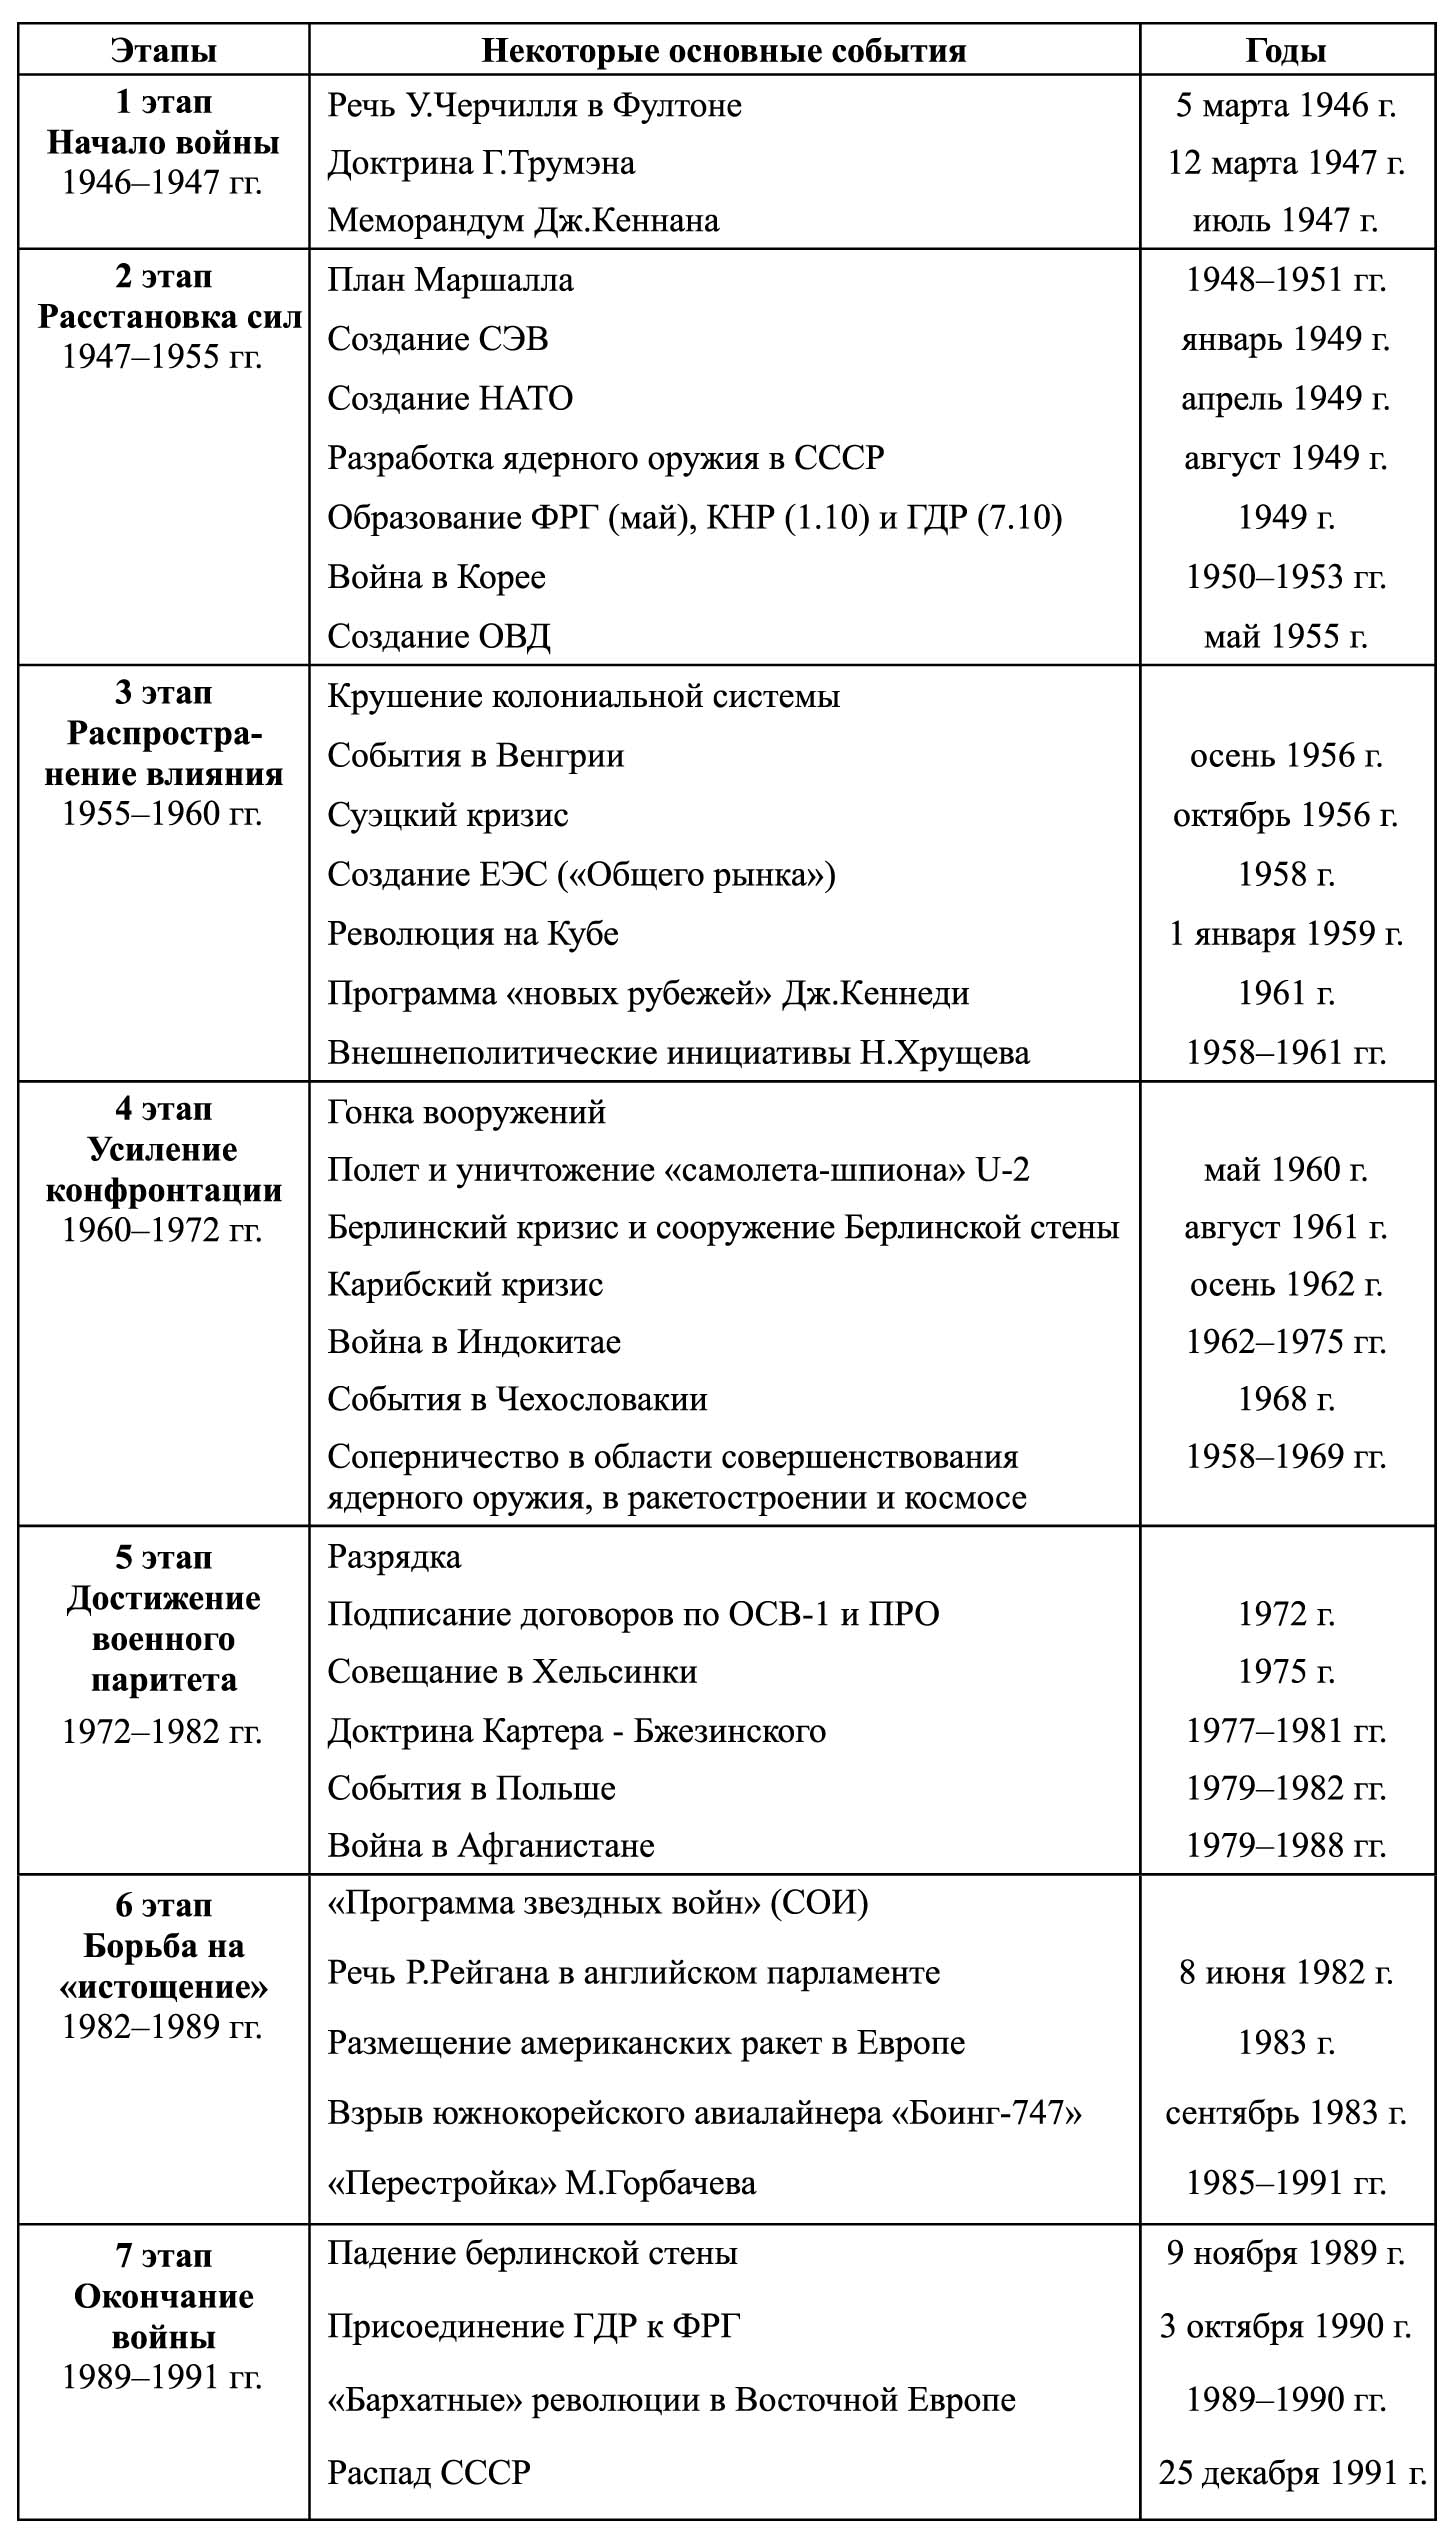 Этапы
Некоторые основные события
Годы
1 этап
Начало войны
1946–1947 гг.
Речь У.Черчилля в Фултоне
5 марта 1946 г.
Доктрина Г.Трумэна
12 марта 1947 г.
Меморандум Дж.Кеннана
июль 1947 г.
2 этап
Расстановка сил
1947–1955 гг.
План Маршалла
1948–1951 гг.
Создание СЭВ
январь 1949 г.
Создание НАТО
апрель 1949 г.
Разработка ядерного оружия в СССР
август 1949 г.
Образование ФРГ (май), КНР (1.10) и ГДР (7.10)
1949 г.
Война в Корее
1950–1953 гг.
Создание ОВД
май 1955 г.
3 этап
Распростра-
нение влияния
1955–1960 гг.
Крушение колониальной системы
События в Венгрии
осень 1956 г.
Суэцкий кризис
октябрь 1956 г.
Создание ЕЭС («Общего рынка»)
1958 г.
Революция на Кубе
1 января 1959 г.
Программа «новых рубежей» Дж.Кеннеди
1961 г.
Внешнеполитические инициативы Н.Хрущева
1958–1961 гг.
4 этап
Усиление
конфронтации
1960–1972 гг.
Гонка вооружений
Полет и уничтожение «самолета-шпиона» U-2
май 1960 г.
Берлинский кризис и сооружение Берлинской стены
август 1961 г.
Карибский кризис
осень 1962 г.
Война в Индокитае
1962–1975 гг.
События в Чехословакии
1968 г.
Соперничество в области совершенствования
ядерного оружия, в ракетостроении и космосе
1958–1969 гг.
5 этап
Достижение
военного
паритета
1972–1982 гг.
Разрядка
Подписание договоров по ОСВ-1 и ПРО
1972 г.
Совещание в Хельсинки
1975 г.
Доктрина Картера - Бжезинского
1977–1981 гг.
События в Польше
1979–1982 гг.
Война в Афганистане
1979–1988 гг.
6 этап
Борьба на
«истощение»
1982–1989 гг.
«Программа звездных войн» (СОИ)
Речь Р.Рейгана в английском парламенте
8 июня 1982 г.
Размещение американских ракет в Европе
1983 г.
Взрыв южнокорейского авиалайнера «Боинг-747»
сентябрь 1983 г.
«Перестройка» М.Горбачева
1985–1991 гг.
7 этап
Окончание
войны
1989–1991 гг.
Падение берлинской стены
9 ноября 1989 г.
Присоединение ГДР к ФРГ
3 октября 1990 г.
«Бархатные» революции в Восточной Европе
1989–1990 гг.
Распад СССР
25 декабря 1991 г.